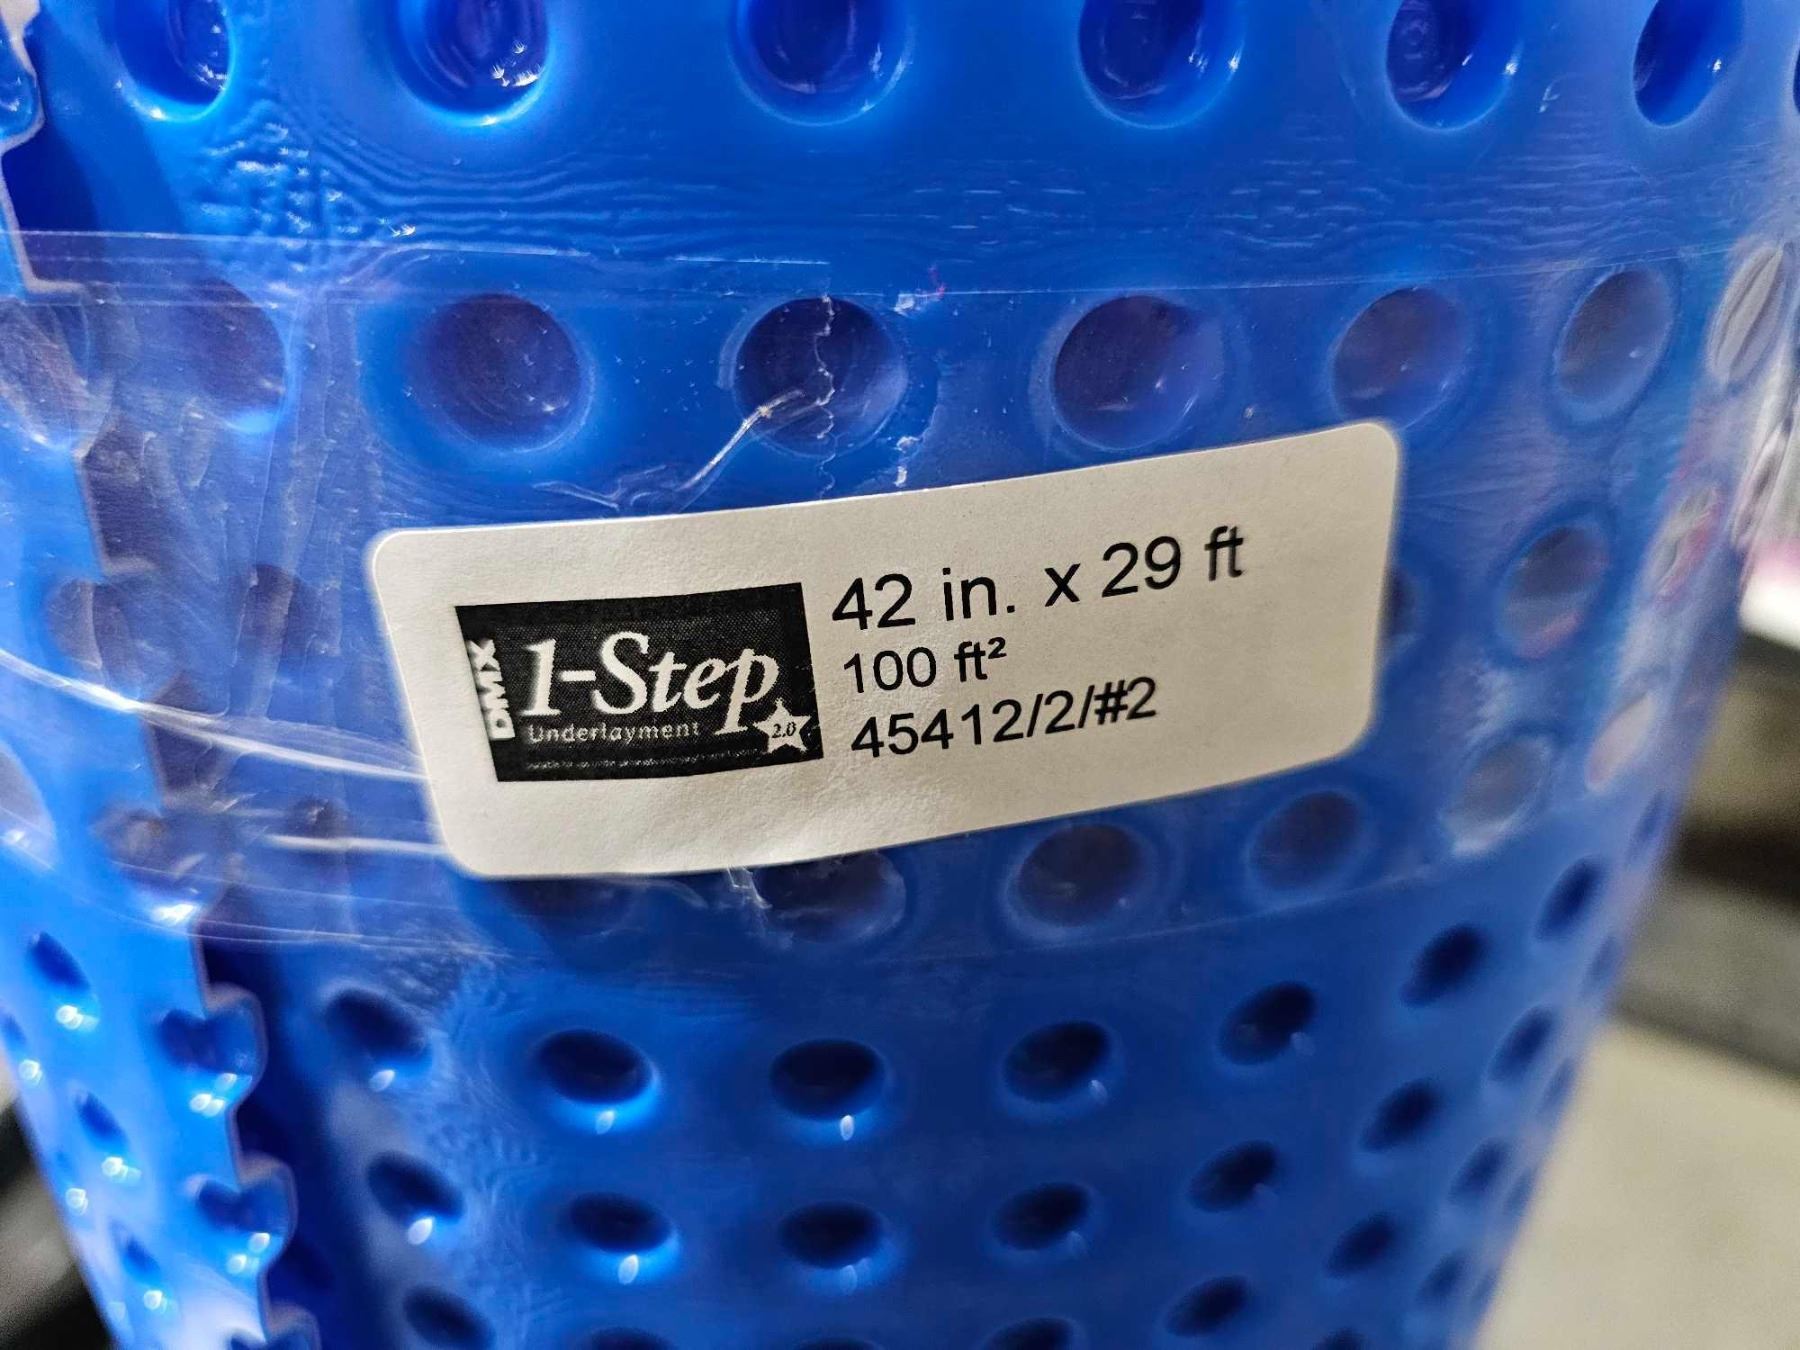 DMX
1-Step
Underlayment
2.0
42 in. x 29 ft
100 ft²
45412/2/#2